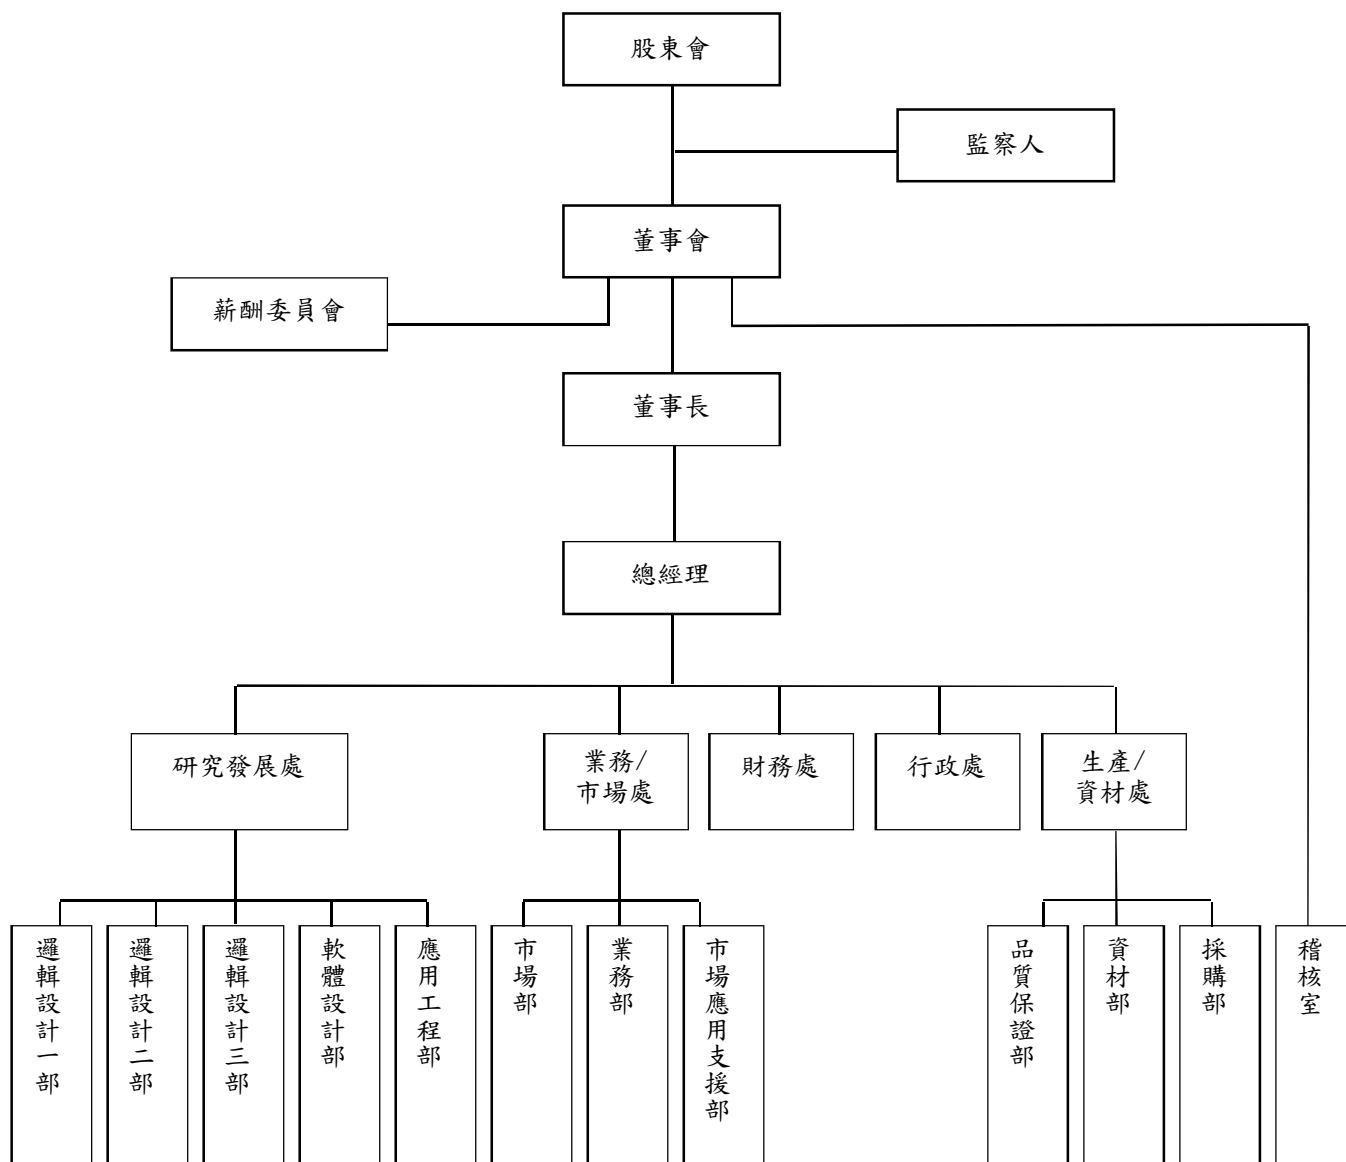 股東會
監察人
董事會
薪酬委員會
董事長
總經理
研究發展處
業務/
市場處
財務處
行政處
生產/
資材處
邏輯設計一部
邏輯設計二部
邏輯設計三部
軟體設計部
應用工程部
市場部
業務部
市場應用支援部
品質保證部
資材部
採購部
稽核室